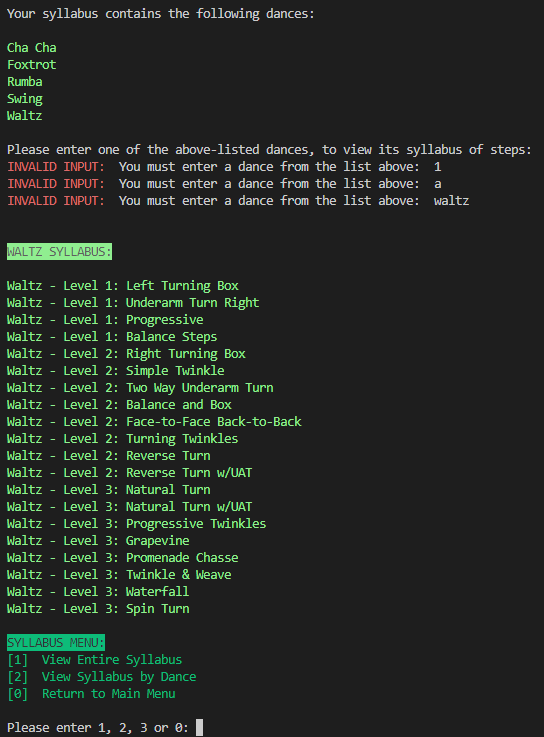 Your syllabus contains the following dances:
Cha Cha
Foxtrot
Rumba
Swing
Waltz
Please enter one of the above-listed dances, to view its syllabus of steps:
INVALID INPUT:  You must enter a dance from the list above:  1
INVALID INPUT:  You must enter a dance from the list above:  a
INVALID INPUT:  You must enter a dance from the list above:  waltz
WALTZ SYLLABUS:
Waltz - Level 1: Left Turning Box
Waltz - Level 1: Underarm Turn Right
Waltz - Level 1: Progressive
Waltz - Level 1: Balance Steps
Waltz - Level 2: Right Turning Box
Waltz - Level 2: Simple Twinkle
Waltz - Level 2: Two Way Underarm Turn
Waltz - Level 2: Balance and Box
Waltz - Level 2: Face-to-Face Back-to-Back
Waltz - Level 2: Turning Twinkles
Waltz - Level 2: Reverse Turn
Waltz - Level 2: Reverse Turn w/UAT
Waltz - Level 3: Natural Turn
Waltz - Level 3: Natural Turn w/UAT
Waltz - Level 3: Progressive Twinkles
Waltz - Level 3: Grapevine
Waltz - Level 3: Promenade Chasse
Waltz - Level 3: Twinkle & Weave
Waltz - Level 3: Waterfall
Waltz - Level 3: Spin Turn
SYLLABUS MENU:
[1]  View Entire Syllabus
[2]  View Syllabus by Dance
[0]  Return to Main Menu
Please enter 1, 2, 3 or 0: